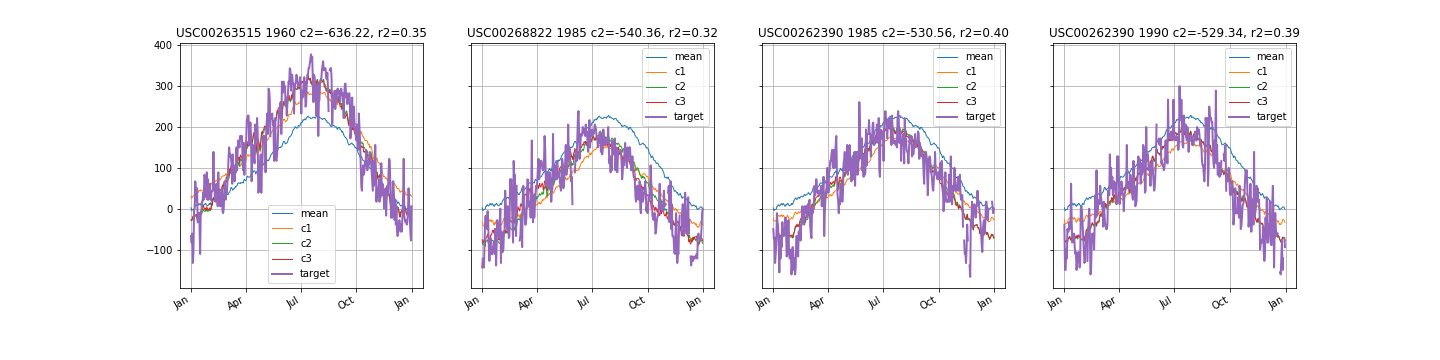 USC00263515 1960 c2=-636.22, r2=0.35
400
300
200
100
0
−100
Jan
Apr
Jul
Oct
Jan
mean
c1
c2
c3
target
USC00268822 1985 c2=-540.36, r2=0.32
mean
c1
c2
c3
target
Jan
Apr
Jul
Oct
Jan
USC00262390 1985 c2=-530.56, r2=0.40
mean
c1
c2
c3
target
Jan
Apr
Jul
Oct
Jan
USC00262390 1990 c2=-529.34, r2=0.39
mean
c1
c2
c3
target
Jan
Apr
Jul
Oct
Jan